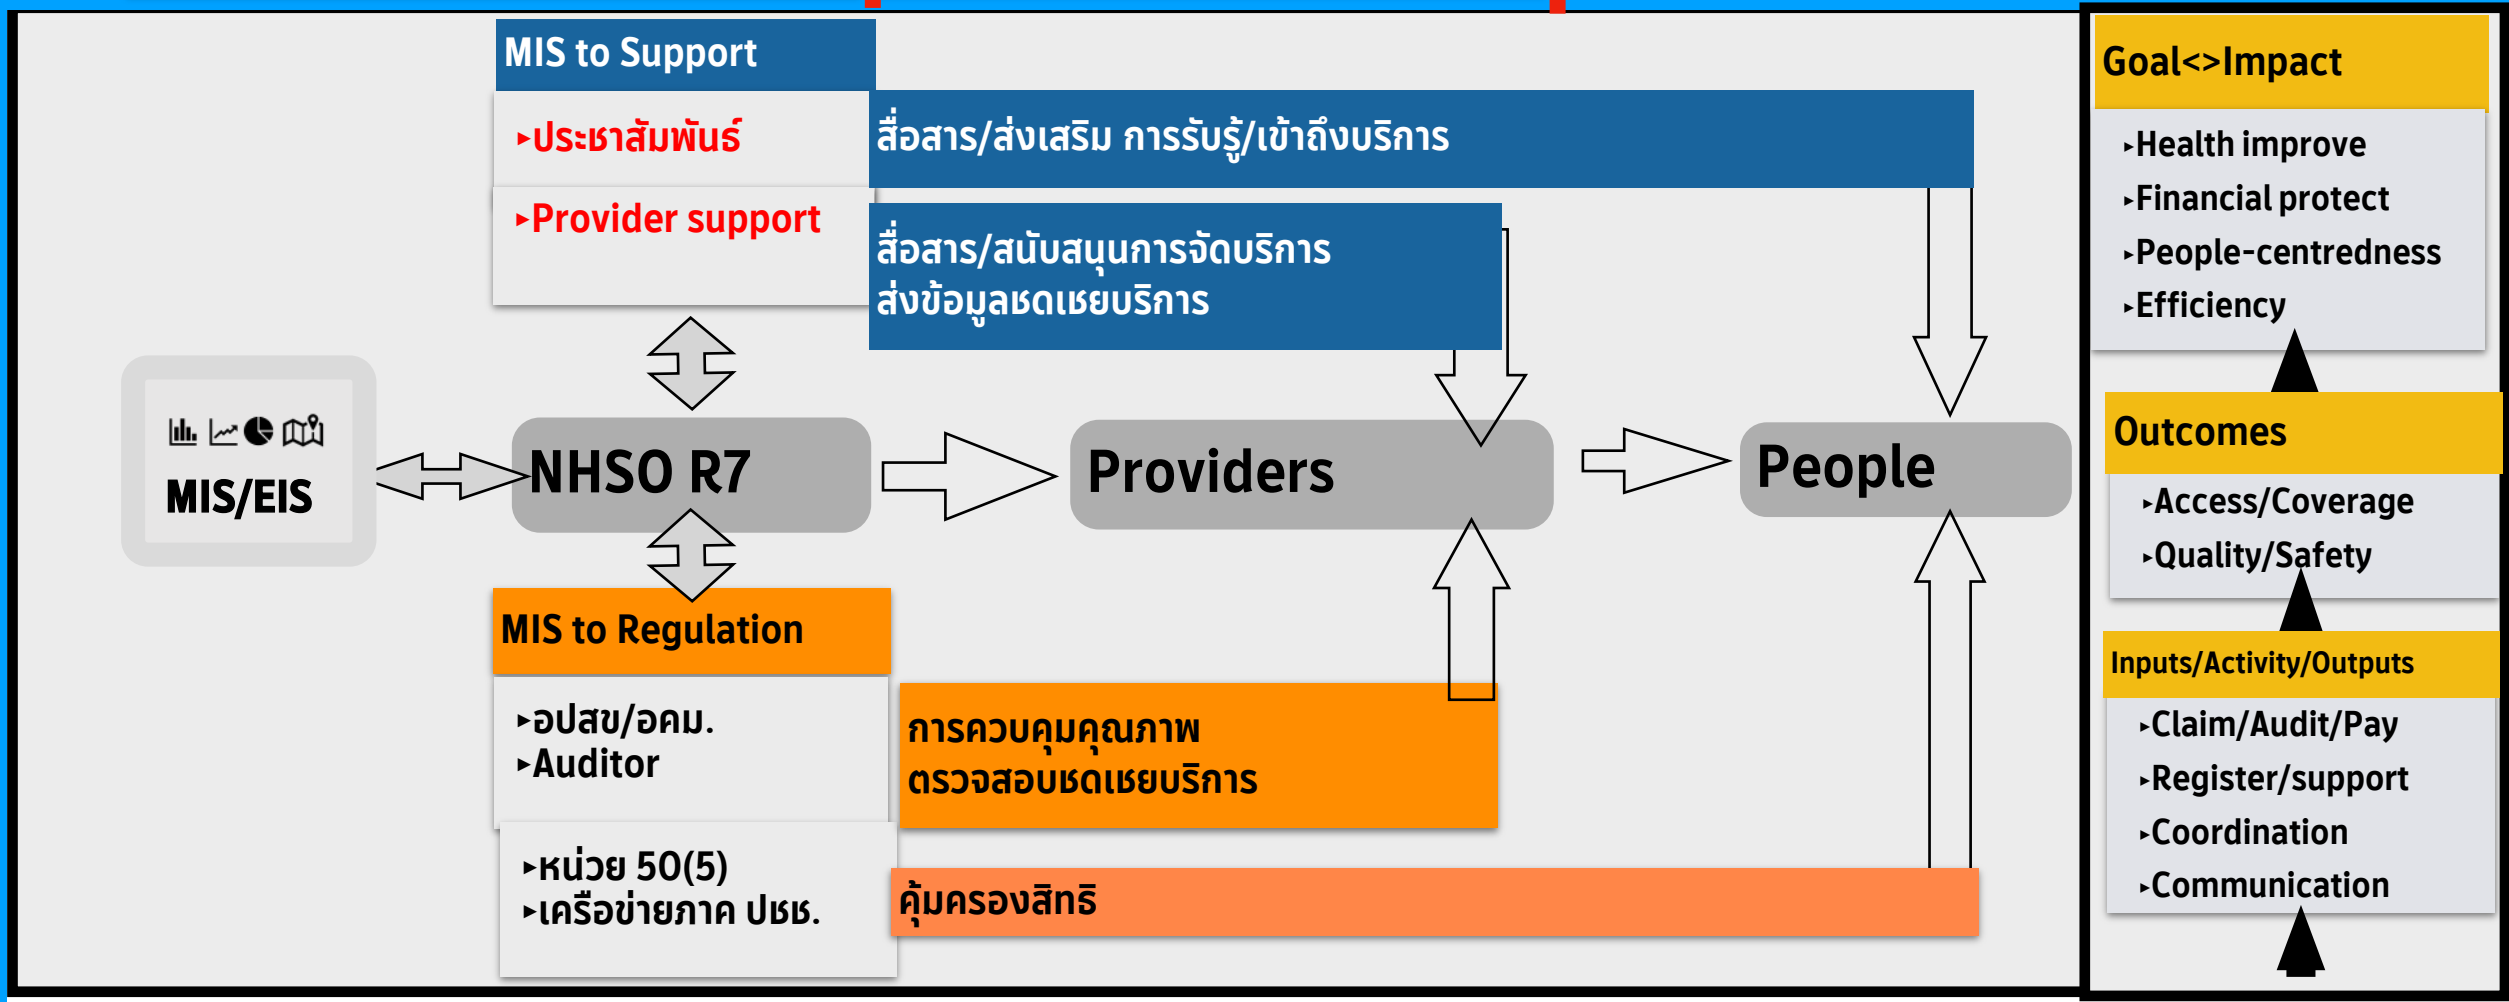 MIS to Support
▸ประชาสัมพันธ์
สื่อสาร/ส่งเสริม การรับรู้/เข้าถึงบริการ
▸Provider support
สื่อสาร/สนับสนุนการจัดบริการ
ส่งข้อมูลชดเชยบริการ
MIS/EIS
NHSO R7
Providers
People
MIS to Regulation
▸อปสข/อคม.
▸Auditor
การควบคุมคุณภาพ
ตรวจสอบชดเชยบริการ
▸หน่วย 50(5)
▸เครือข่ายภาค ปชช.
คุ้มครองสิทธิ
Goal<>Impact
▸Health improve
▸Financial protect
▸People-centredness
▸Efficiency
Outcomes
▸Access/Coverage
▸Quality/Safety
Inputs/Activity/Outputs
▸Claim/Audit/Pay
▸Register/support
▸Coordination
▸Communication